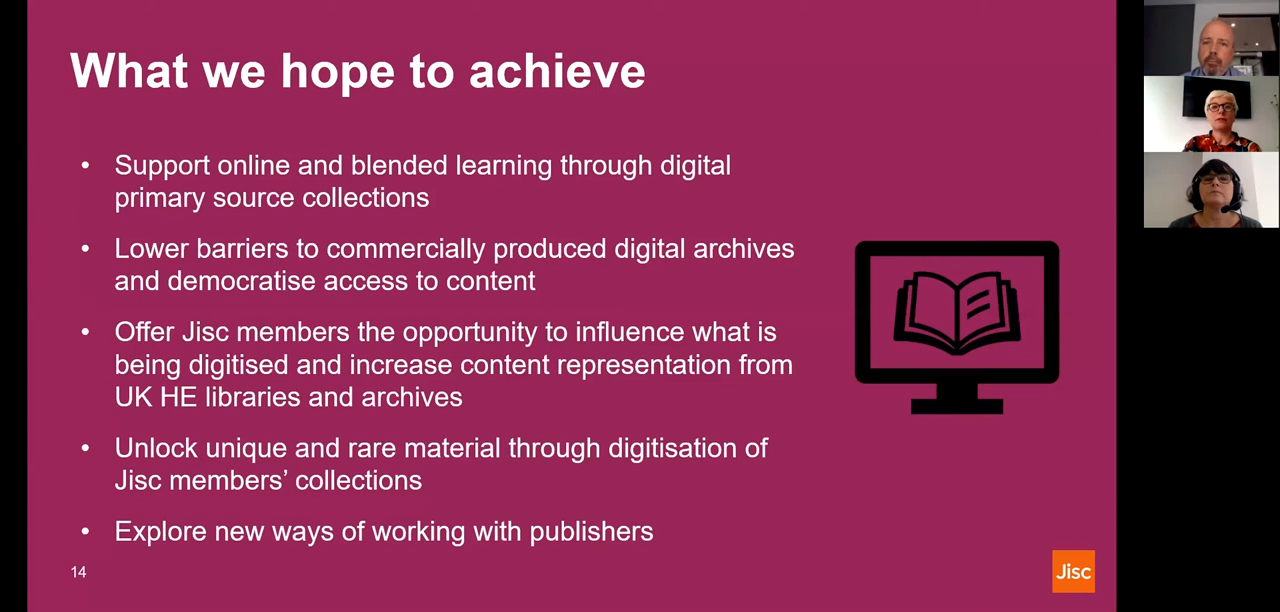 What we hope to achieve
• Support online and blended learning through digital
primary source collections
• Lower barriers to commercially produced digital archives
and democratise access to content
• Offer Jisc members the opportunity to influence what is
being digitised and increase content representation from
UK HE libraries and archives
• Unlock unique and rare material through digitisation of
Jisc members’ collections
• Explore new ways of working with publishers
14
Jisc